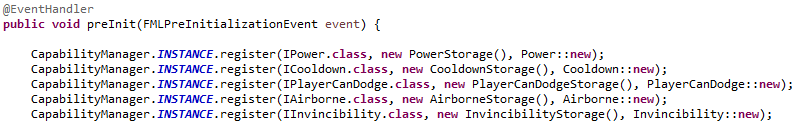 @EventHandler
public void preInit(FMLPreInitializationEvent event) {
CapabilityManager.INSTANCE.register(IPower.class, new PowerStorage(), Power::new);
CapabilityManager.INSTANCE.register(ICooldown.class, new CooldownStorage(), Cooldown::new);
CapabilityManager.INSTANCE.register(IPlayerCanDodge.class, new PlayerCanDodgeStorage(), PlayerCanDodge::new);
CapabilityManager.INSTANCE.register(IAirborne.class, new AirborneStorage(), Airborne::new);
CapabilityManager.INSTANCE.register(IInvincibility.class, new InvincibilityStorage(), Invincibility::new);